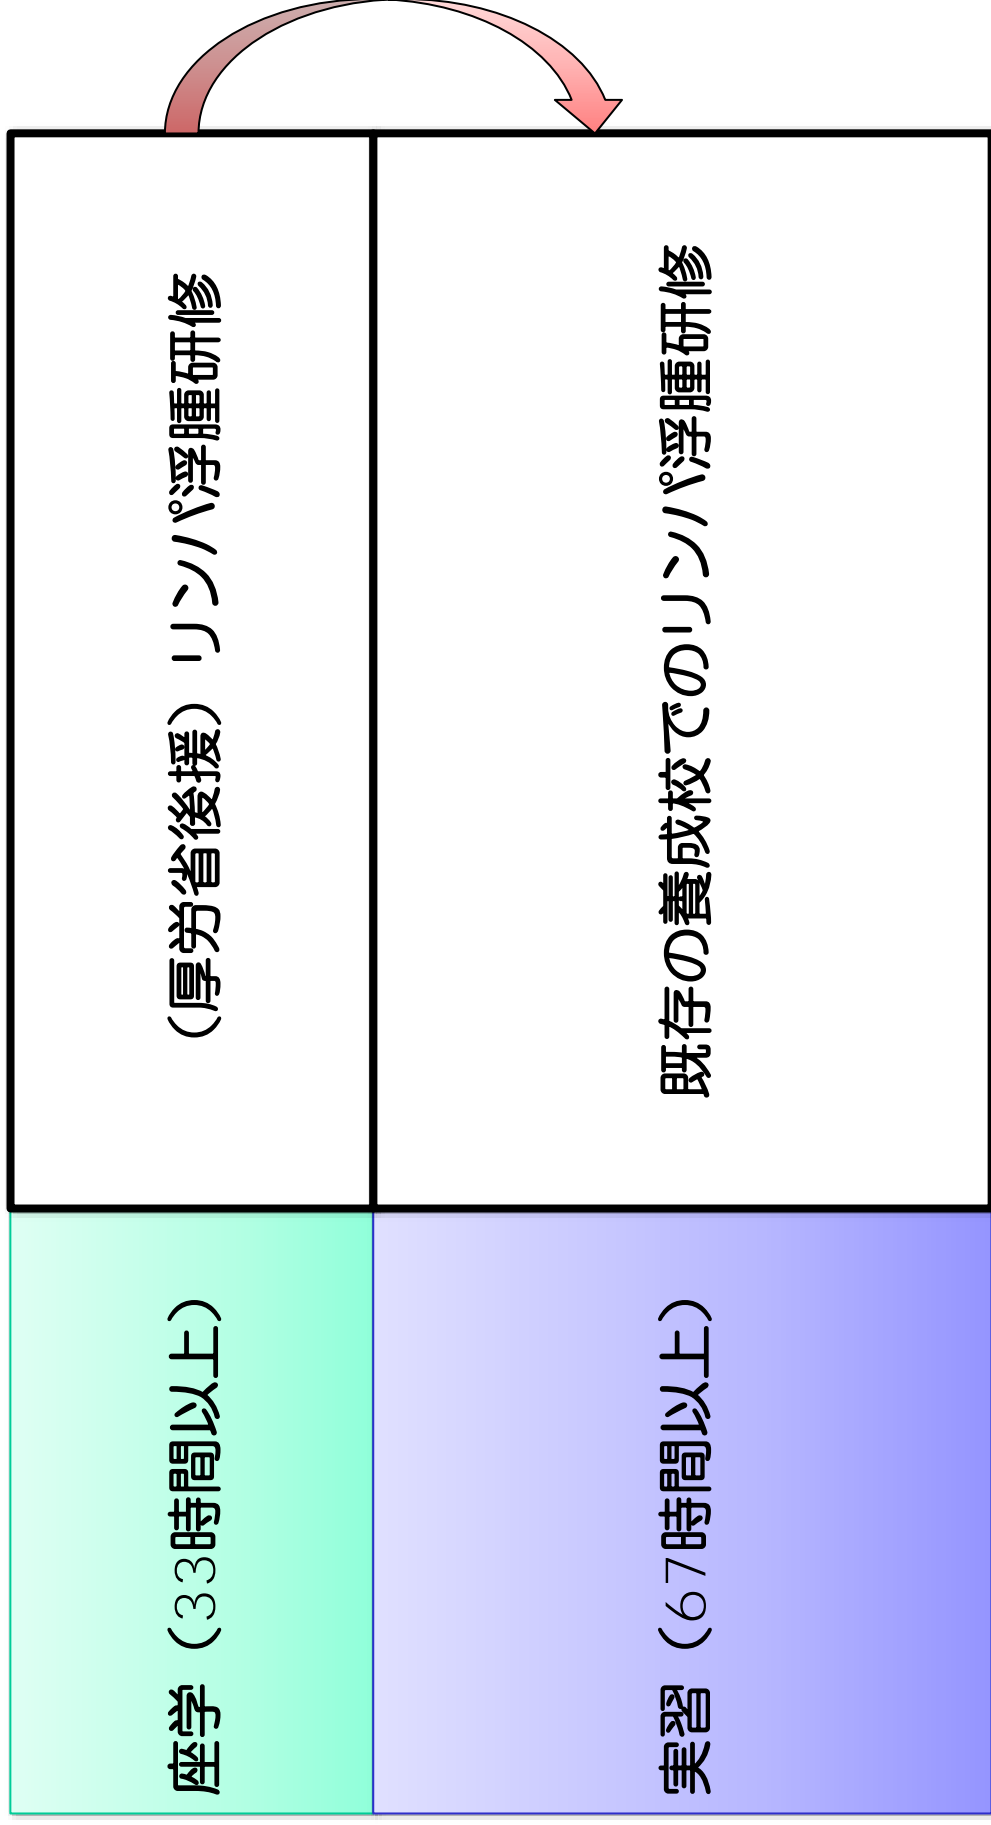 座学（33時間以上）
（厚労省後援）リンパ浮腫研修
実習（67時間以上）
既存の養成校でのリンパ浮腫研修